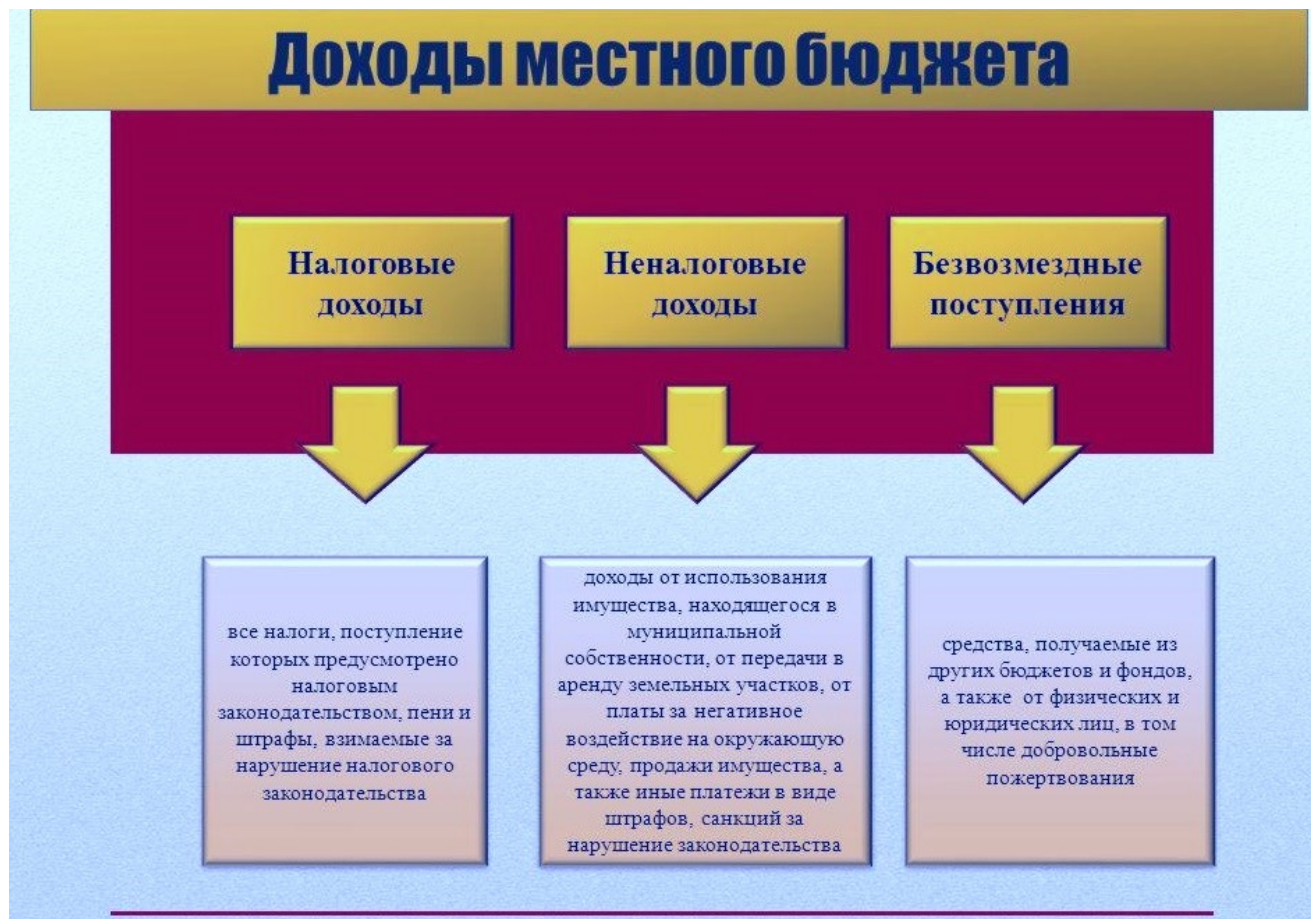 Доходы местного бюджета
Налоговые
доходы
Неналоговые
доходы
Безвозмездные
поступления
все налоги, поступление
которых предусмотрено
налоговым
законодательством, пени и
штрафы, взимаемые за
нарушение налогового
законодательства
доходы от использования
имущества, находящегося в
муниципальной
собственности, от передачи в
аренду земельных участков, от
платы за негативное
воздействие на окружающую
среду, продажи имущества, а
также иные платежи в виде
штрафов, санкций за
нарушение законодательства
средства, получаемые из
других бюджетов и фондов,
а также от физических и
юридических лиц, в том
числе добровольные
пожертвования